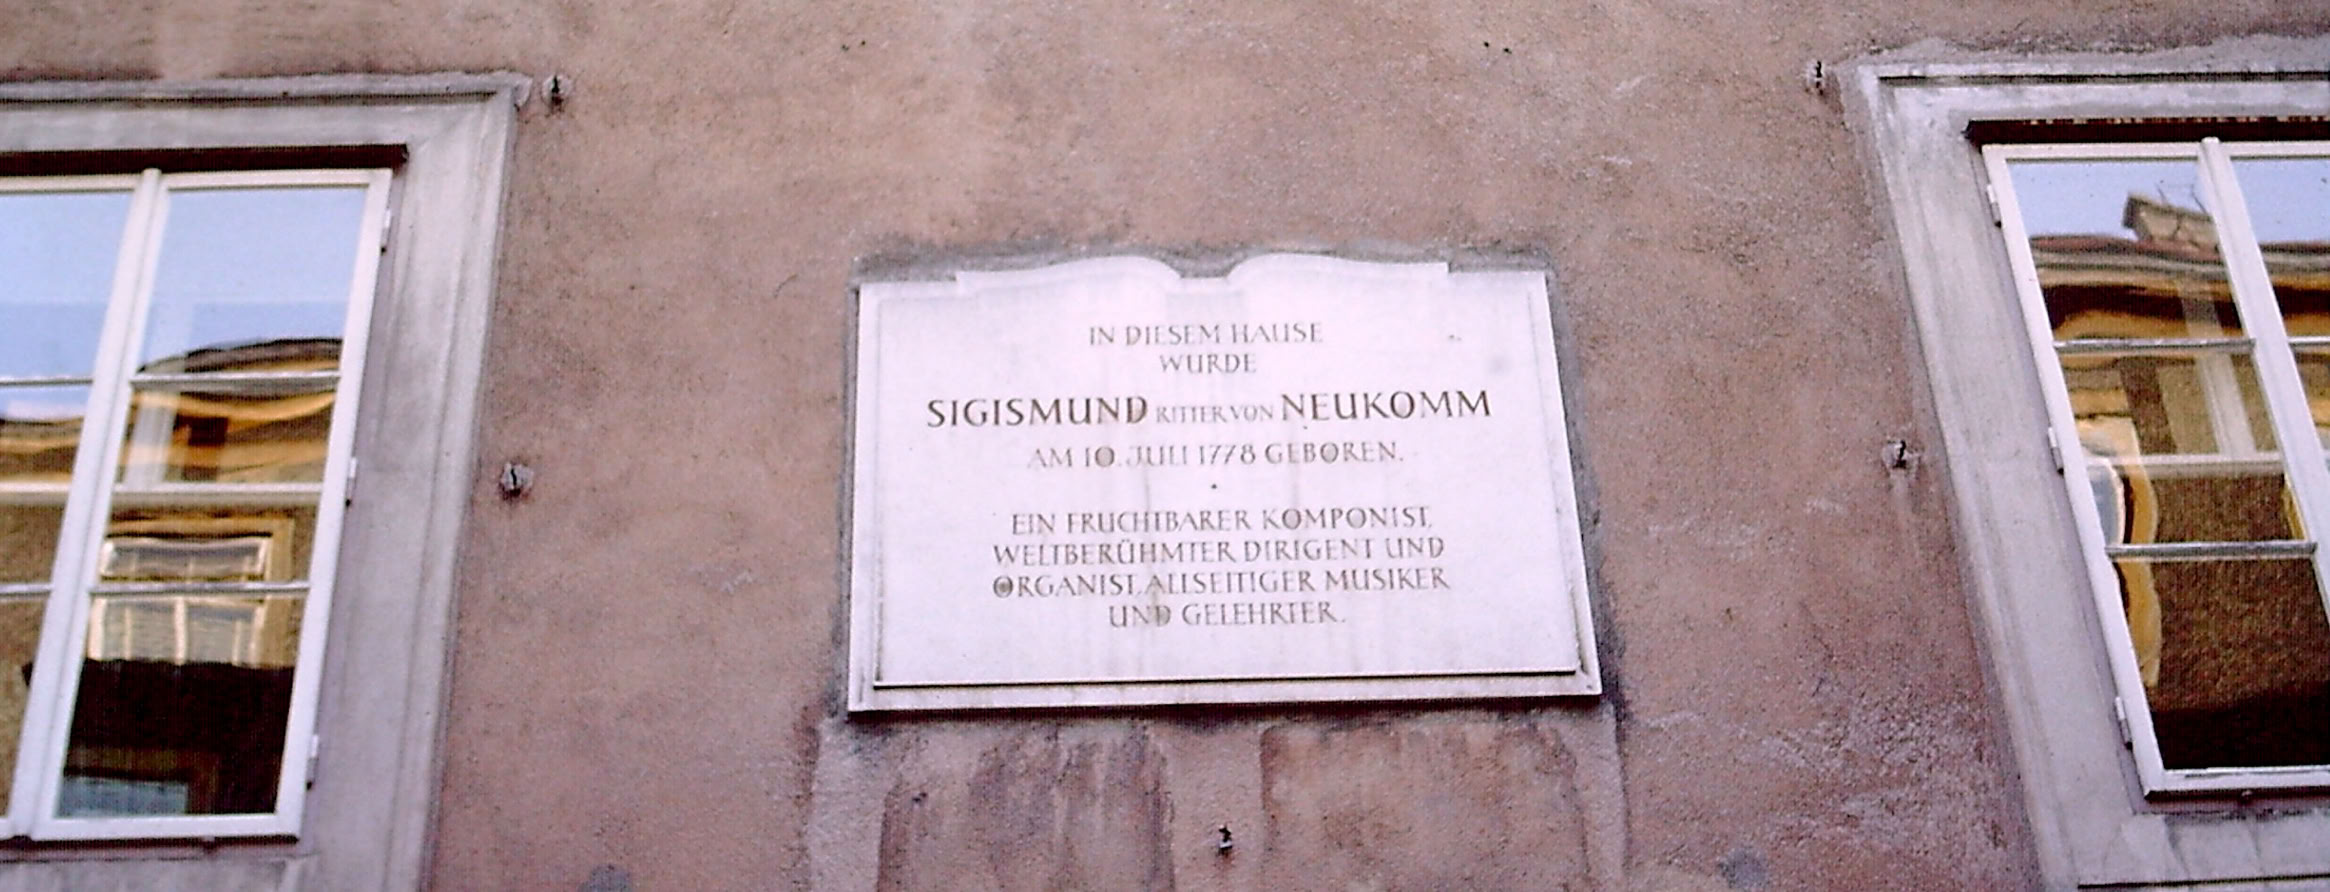 IN DIESEM HAUSE
WURDE
SIGISMUND RITTER VON NEUKOMM
AM 10. JULI 1778 GEBOREN.
EIN FRUCHTBARER KOMPONIST,
WELTBERÜHMTER DIRIGENT UND
ORGANIST, ALLSEITIGER MUSIKER
UND GELEHRTER.